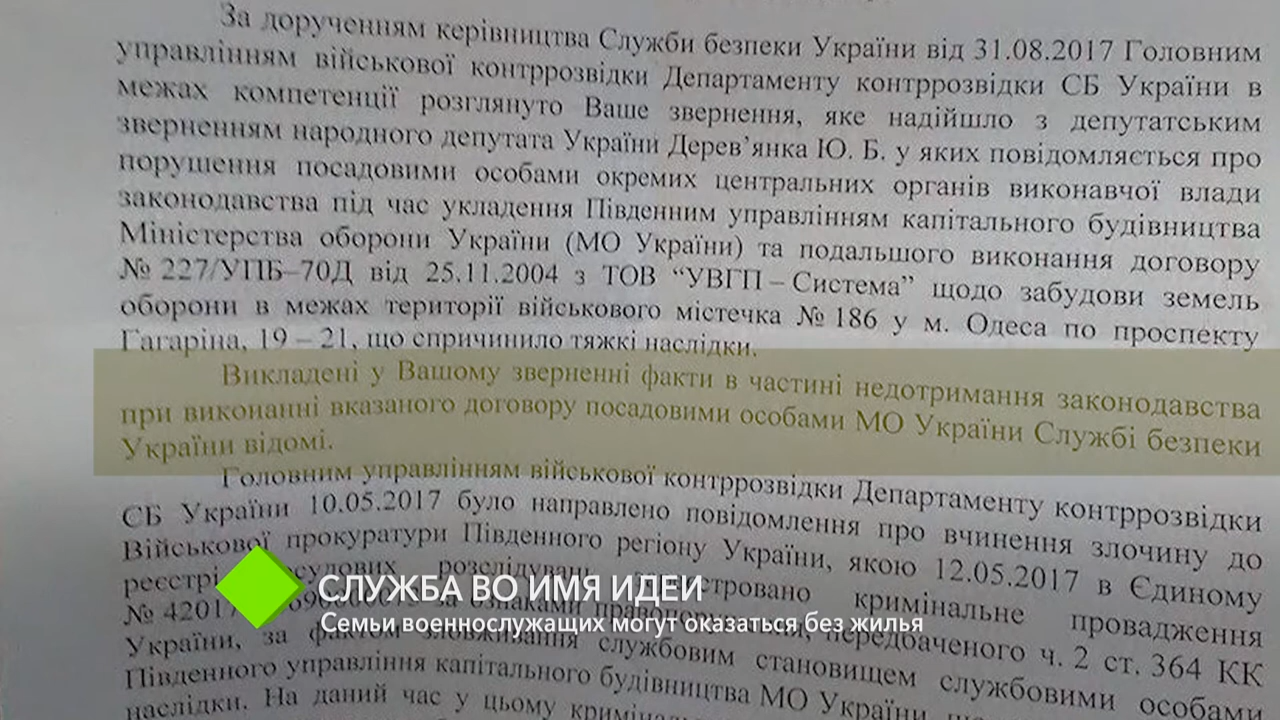 За дорученням керівництва Служби безпеки України від 31.08.2017 Головним
управлінням військової контррозвідки Департаменту контррозвідки СБ України в
межах компетенції розглянуто Ваше звернення, яке надійшло з депутатським
зверненням народного депутата України Дерев’янка Ю. Б. у яких повідомляється про
порушення посадовими особами окремих центральних органів виконавчої влади
законодавства під час укладення Південним управлінням капітального будівництва
Міністерства оборони України (МО України) та подальшого виконання договору
№ 227/УПБ–70Д від 25.11.2004 з ТОВ “УВГП – Система” щодо забудови земель
оборони в межах території військового містечка № 186 у м. Одеса по проспекту
Гагаріна, 19 – 21, що спричинило тяжкі наслідки.
Викладені у Вашому зверненні факти в частині недотримання законодавства
при виконанні вказаного договору посадовими особами МО України Службі безпеки
України відомі.
Головним управлінням військової контррозвідки Департаменту контррозвідки
СБ України 10.05.2017 було направлено повідомлення про вчинення злочину до
Військової прокуратури Південного регіону України, якою 12.05.2017 в Єдиному
реєстрі розслідувань кримінальне провадження
СЛУЖБА ВО ИМЯ ИДЕИ
№ за ознаками правопорушення, передбаченого ч. 2 ст. 364 КК
Семьи военнослужащих могут оказаться без жилья
України, за фактом зловживання службовим становищем службовими особами
Південного управління капітального будівництва МО України,
наслідки. На даний час у цьому